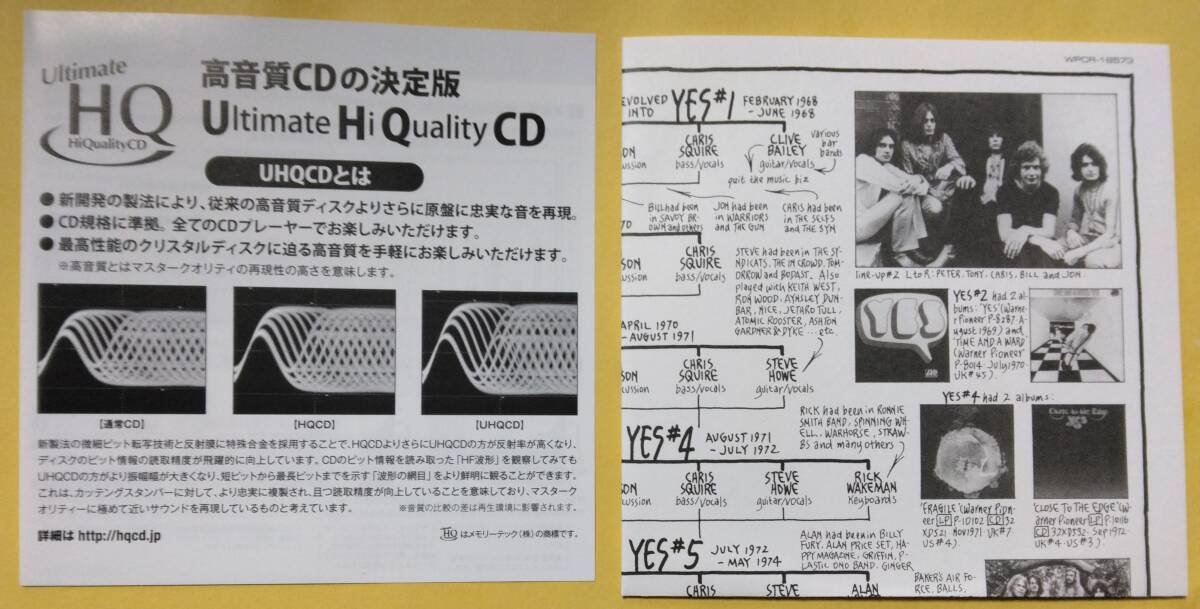 Ultimate
HQ
HiQualityCD
高音質CDの決定版
Ultimate Hi Quality CD
UHQCDとは
● 新開発の製法により、従来の高音質ディスクよりさらに原盤に忠実な音を再現。
● CD規格に準拠。全てのCDプレーヤーでお楽しみいただけます。
● 最高性能のクリスタルディスクに迫る高音質を手軽にお楽しみいただけます。
※高音質とはマスタークオリティの再現性の高さを意味します。
【通常CD】
【HQCD】
【UHQCD】
新製法の微細ピット転写技術と反射膜に特殊合金を採用することで、HQCDよりさらにUHQCDの方が反射率が高くなり、
ディスクのピット情報の読取精度が飛躍的に向上しています。CDのピット情報を読み取った「HF波形」を観察してみても
UHQCDの方がより振幅幅が大きくなり、短ピットから最長ピットまでを示す「波形の網目」をより鮮明に観ることができます。
これは、カッティングスタンパーに対して、より忠実に複製され、且つ読取精度が向上していることを意味しており、マスターク
オリティーに極めて近いサウンドを再現しているものと考えています。
※音質の比較の差は再生環境に影響されます。
詳細は http://hqcd.jp
HQ はメモリーテック(株)の商標です。
WPCR-18573
EVOLVED
INTO
YES#1
FEBRUARY 1968
- JUNE 1968
CHRIS
SQUIRE
bass/vocals
CLIVE
BAILEY
guitar/vocals
various
bar
bands
quit the music biz
Bill had been
in SAVOY BR-
OWN and others
JON had been
in WARRIORS
and THE GUN
CHRIS had been
in THE SELFS
and THE SYN
line-up#2 L to R: PETER, TONY, CHRIS, BILL and JON.
CHRIS
SQUIRE
bass/vocals
STEVE had been in THE SY-
NDICATS, THE IN CROWD, TOM-
ORROW and BODAST. Also
played with KEITH WEST,
RON WOOD, AYNSLEY DUN-
BAR, NICE, JETHRO TULL,
ATOMIC ROOSTER, ASHTON
GARDNER & DYKE ...etc.
YES
YES#2 had 2 al-
bums: 'YES' (Warne-
r Pioneer P-8287·A-
ugust 1969) and
'TIME AND A WARD'
(Warner Pioneer
P-8014·July 1970·
UK#45).
APRIL 1970
- AUGUST 1971
CHRIS
SQUIRE
bass/vocals
STEVE
HOWE
guitar/vocals
YES#4 had 2 albums:
Close to the Edge
YES
RICK had been in RONNIE
SMITH BAND, SPINNING WH-
ELL, WARHORSE, STRAW-
BS and many others
YES#4
AUGUST 1971
- JULY 1972
CHRIS
SQUIRE
bass/vocals
STEVE
HOWE
guitar/vocals
RICK
WAKEMAN
Keyboards
'FRAGILE' (Warner Pion-
eer LP P-10102 CD 32
XD521·Nov 1971·UK#7·
US#4).
'CLOSE TO THE EDGE' (W-
arner Pioneer LP P-10116
CD 32XD532·Sep 1972
UK#4·US#3).
YES#5
JULY 1972
- MAY 1974
ALAN had been in BILLY
FURY, ALAN PRICE SET, HA-
PPY MAGAZINE, GRIFFIN, P-
LASTIC ONO BAND, GINGER
BAKER'S AIR FO-
RCE, BALLS,
CHRIS
STEVE
ALAN